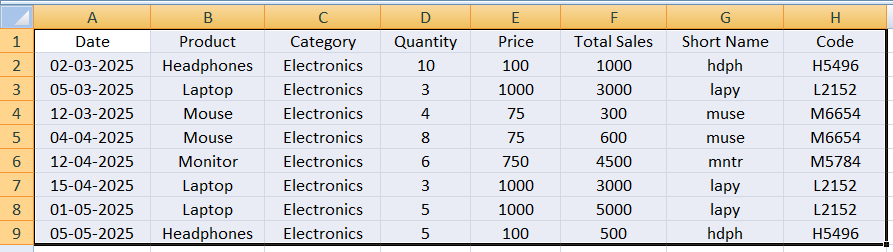 A B C D E F G H
1 Date Product Category Quantity Price Total Sales Short Name Code
2 02-03-2025 Headphones Electronics 10 100 1000 hdph H5496
3 05-03-2025 Laptop Electronics 3 1000 3000 lapy L2152
4 12-03-2025 Mouse Electronics 4 75 300 muse M6654
5 04-04-2025 Mouse Electronics 8 75 600 muse M6654
6 12-04-2025 Monitor Electronics 6 750 4500 mntr M5784
7 15-04-2025 Laptop Electronics 3 1000 3000 lapy L2152
8 01-05-2025 Laptop Electronics 5 1000 5000 lapy L2152
9 05-05-2025 Headphones Electronics 5 100 500 hdph H5496